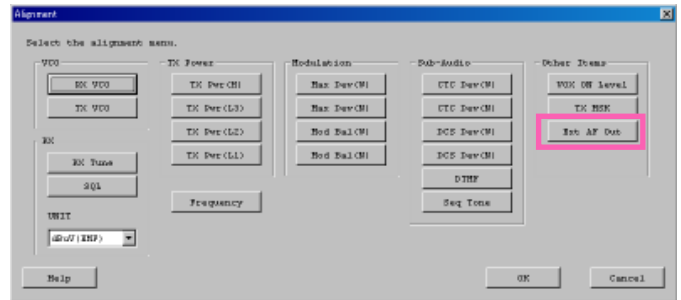 Alignment
Select the alignment menu.
VCO
RX VCO
TX VCO
RX
RX Tune
SQL
UNIT
dBuV(EMF)
TX Power
TX Pwr(H)
TX Pwr(L3)
TX Pwr(L2)
TX Pwr(L1)
Frequency
Modulation
Max Dev(W)
Max Dev(N)
Mod Bal(W)
Mod Bal(N)
Sub-Audio
CTC Dev(W)
CTC Dev(N)
DCS Dev(W)
DCS Dev(N)
DTMF
Seq Tone
Other Items
VOX ON Level
TX MSK
Ext AF Out
Help
OK
Cancel